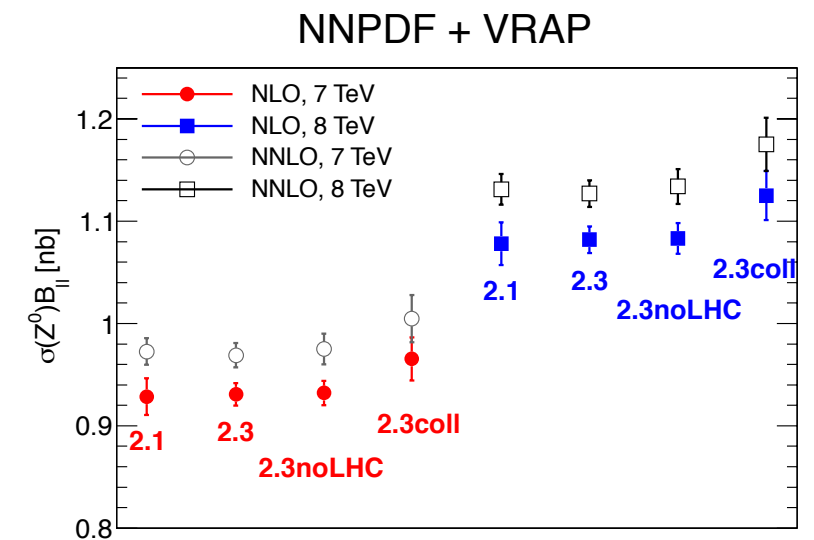 NNPDF + VRAP
NLO, 7 TeV
NLO, 8 TeV
NNLO, 7 TeV
NNLO, 8 TeV
σ(Z⁰)B_|| [nb]
1.2
1.1
1
0.9
0.8
2.1
2.3
2.3noLHC
2.3coll
2.1
2.3
2.3noLHC
2.3coll